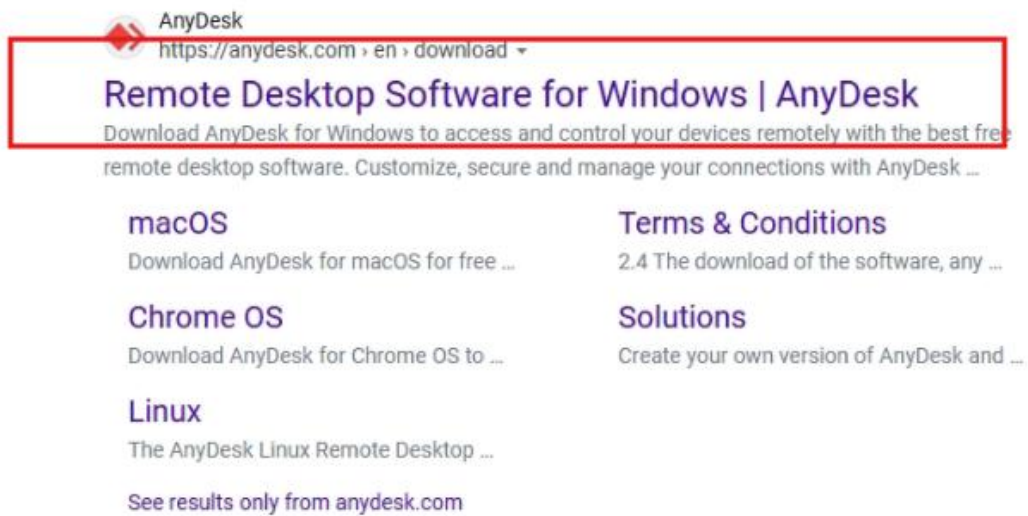 AnyDesk
https://anydesk.com › en › download
Remote Desktop Software for Windows | AnyDesk
Download AnyDesk for Windows to access and control your devices remotely with the best free
remote desktop software. Customize, secure and manage your connections with AnyDesk ...
macOS
Download AnyDesk for macOS for free ...
Terms & Conditions
2.4 The download of the software, any ...
Chrome OS
Download AnyDesk for Chrome OS to ...
Solutions
Create your own version of AnyDesk and ...
Linux
The AnyDesk Linux Remote Desktop ...
See results only from anydesk.com